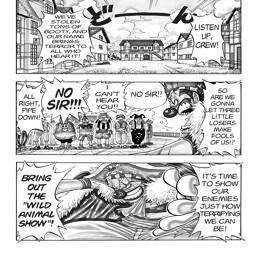 LISTEN
UP,
CREW!
どーん
WE'VE
STOLEN
TONS OF
BOOTY, AND
OUR NAME
BRINGS
TERROR TO
ALL WHO
HEAR IT!
SO ARE
WE GONNA
LET THREE
LITTLE
LOSERS
MAKE
FOOLS
OF US!?
NO SIR!!
CAN'T
HEAR
YOU!!
NO
SIR!!!
ALL
RIGHT,
PIPE
DOWN!
IT'S TIME
TO SHOW
OUR
ENEMIES
JUST HOW
TERRIFYING
WE CAN
BE!
BRING
OUT
THE
"WILD
ANIMAL
SHOW"!